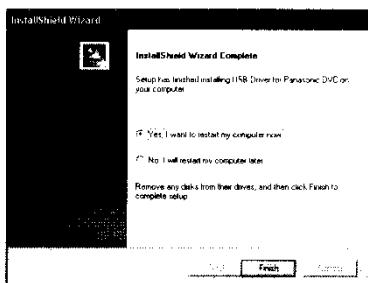 InstallShield Wizard
InstallShield Wizard Complete
Setup has finished installing USB Driver for Panasonic DVC on
your computer
Yes, I want to restart my computer now
No, I will restart my computer later
Remove any disks from their drives, and then click Finish to
complete setup
Finish